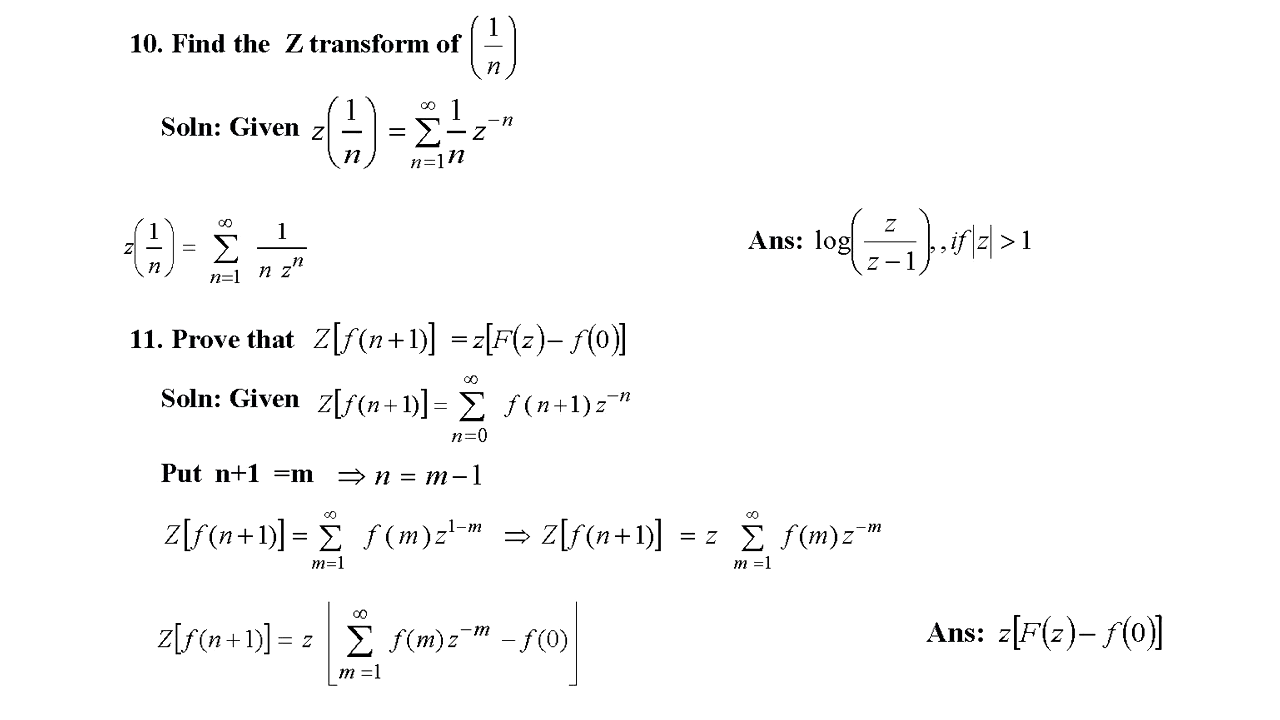 10. Find the Z transform of (1/n)
Soln: Given z(1/n) = ∑_{n=1}^{∞} 1/n z^{-n}
z(1/n) = ∑_{n=1}^{∞} 1/(n z^n) Ans: log(z/(z-1)), , if |z| > 1
11. Prove that Z[f(n+1)] = z[F(z) - f(0)]
Soln: Given Z[f(n+1)] = ∑_{n=0}^{∞} f(n+1) z^{-n}
Put n+1 =m ⇒ n = m-1
Z[f(n+1)] = ∑_{m=1}^{∞} f(m) z^{1-m} ⇒ Z[f(n+1)] = z ∑_{m=1}^{∞} f(m) z^{-m}
Z[f(n+1)] = z ⌊∑_{m=1}^{∞} f(m) z^{-m} - f(0)⌋ Ans: z[F(z) - f(0)]